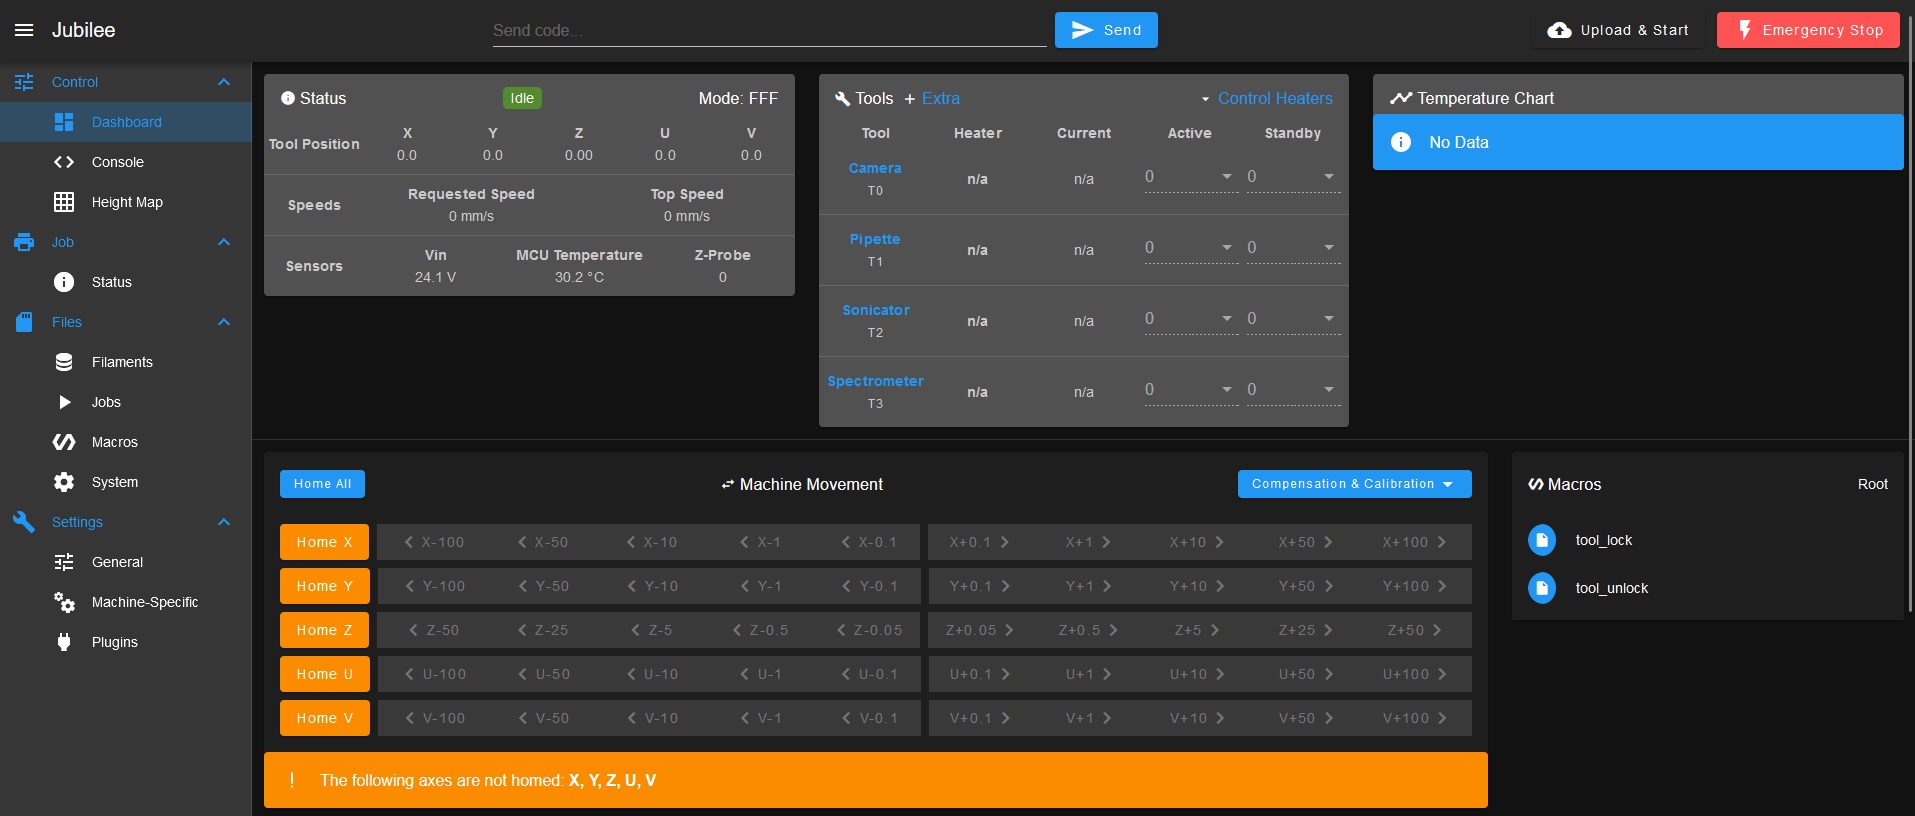 Jubilee
Send code...
Send
Upload & Start
Emergency Stop
Control
Dashboard
Console
Height Map
Job
Status
Files
Filaments
Jobs
Macros
System
Settings
General
Machine-Specific
Plugins
Status Idle Mode: FFF
Tool Position
X Y Z U V
0.0 0.0 0.00 0.0 0.0
Speeds
Requested Speed Top Speed
0 mm/s 0 mm/s
Sensors
Vin MCU Temperature Z-Probe
24.1 V 30.2 °C 0
Tools + Extra Control Heaters
Tool Heater Current Active Standby
Camera
T0 n/a n/a 0 0
Pipette
T1 n/a n/a 0 0
Sonicator
T2 n/a n/a 0 0
Spectrometer
T3 n/a n/a 0 0
Temperature Chart
No Data
Home All Machine Movement Compensation & Calibration
Home X X-100 X-50 X-10 X-1 X-0.1 X+0.1 X+1 X+10 X+50 X+100
Home Y Y-100 Y-50 Y-10 Y-1 Y-0.1 Y+0.1 Y+1 Y+10 Y+50 Y+100
Home Z Z-50 Z-25 Z-5 Z-0.5 Z-0.05 Z+0.05 Z+0.5 Z+5 Z+25 Z+50
Home U U-100 U-50 U-10 U-1 U-0.1 U+0.1 U+1 U+10 U+50 U+100
Home V V-100 V-50 V-10 V-1 V-0.1 V+0.1 V+1 V+10 V+50 V+100
! The following axes are not homed: X, Y, Z, U, V
Macros Root
tool_lock
tool_unlock